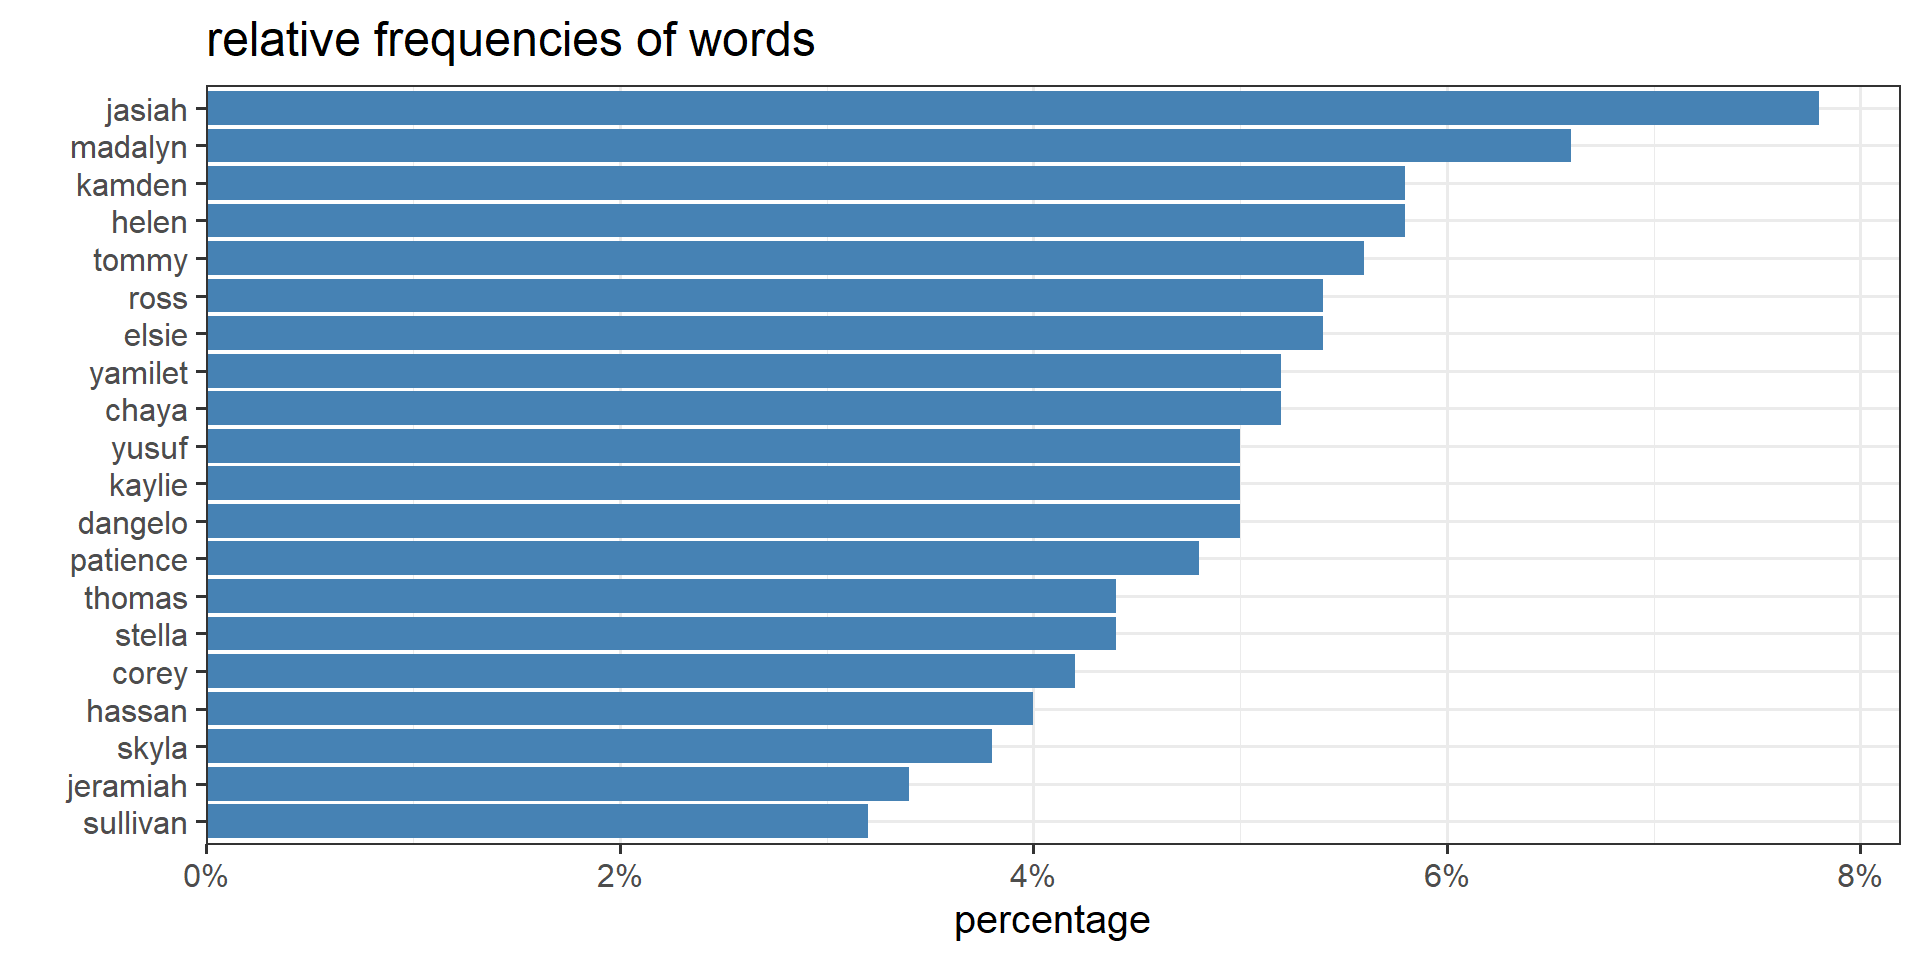 relative frequencies of words
jasiah
madalyn
kamden
helen
tommy
ross
elsie
yamilet
chaya
yusuf
kaylie
dangelo
patience
thomas
stella
corey
hassan
skyla
jeramiah
sullivan
0% 2% 4% 6% 8%
percentage